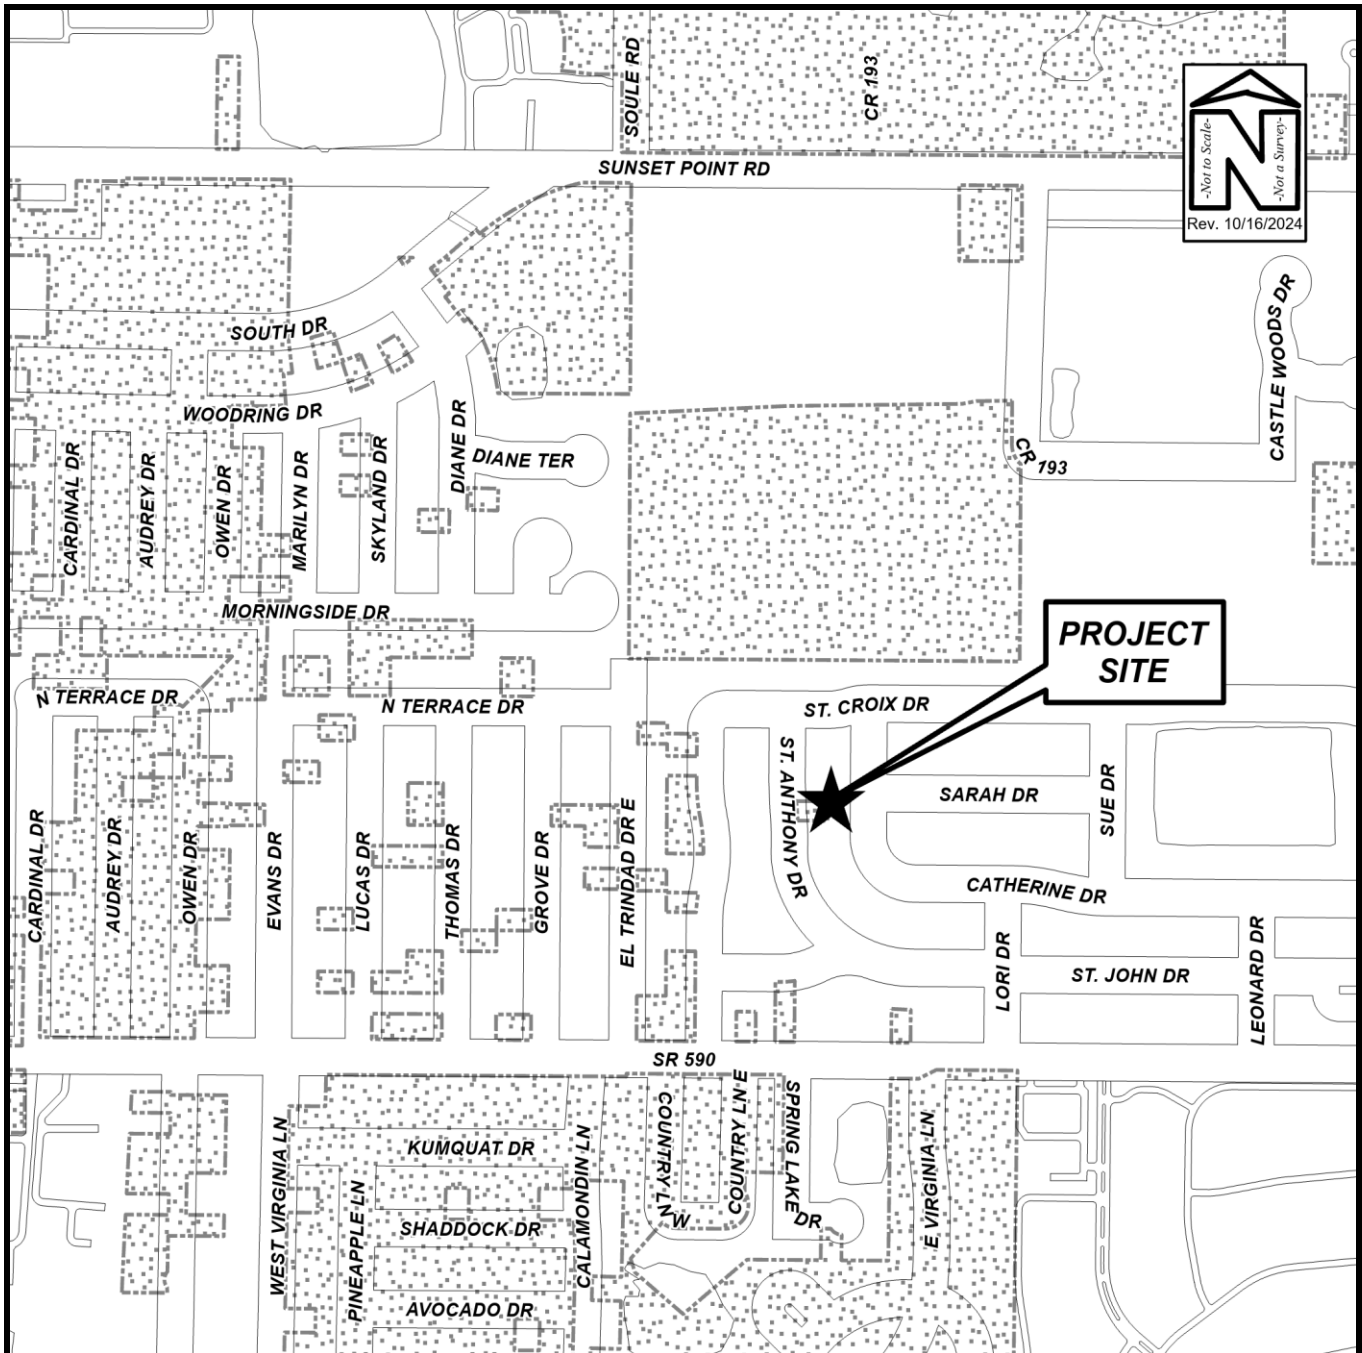 SOULE RD
CR 193
SUNSET POINT RD
-Not to Scale-
N
-Not a Survey-
Rev. 10/16/2024
SOUTH DR
CASTLE WOODS DR
WOODRING DR
CARDINAL DR
AUDREY DR
OWEN DR
MARILYN DR
SKYLAND DR
DIANE DR
DIANE TER
CR 193
MORNINGSIDE DR
PROJECT
SITE
N TERRACE DR
N TERRACE DR
ST. CROIX DR
ST. ANTHONY DR
SARAH DR
SUE DR
CARDINAL DR
AUDREY DR
OWEN DR
EVANS DR
LUCAS DR
THOMAS DR
GROVE DR
EL TRINDAD DR E
CATHERINE DR
LORI DR
ST. JOHN DR
LEONARD DR
SR 590
WEST VIRGINIA LN
PINEAPPLE LN
KUMQUAT DR
SHADDOCK DR
AVOCADO DR
CALAMONDIN LN
COUNTRY LN W
COUNTRY LN E
SPRING LAKE DR
E VIRGINIA LN